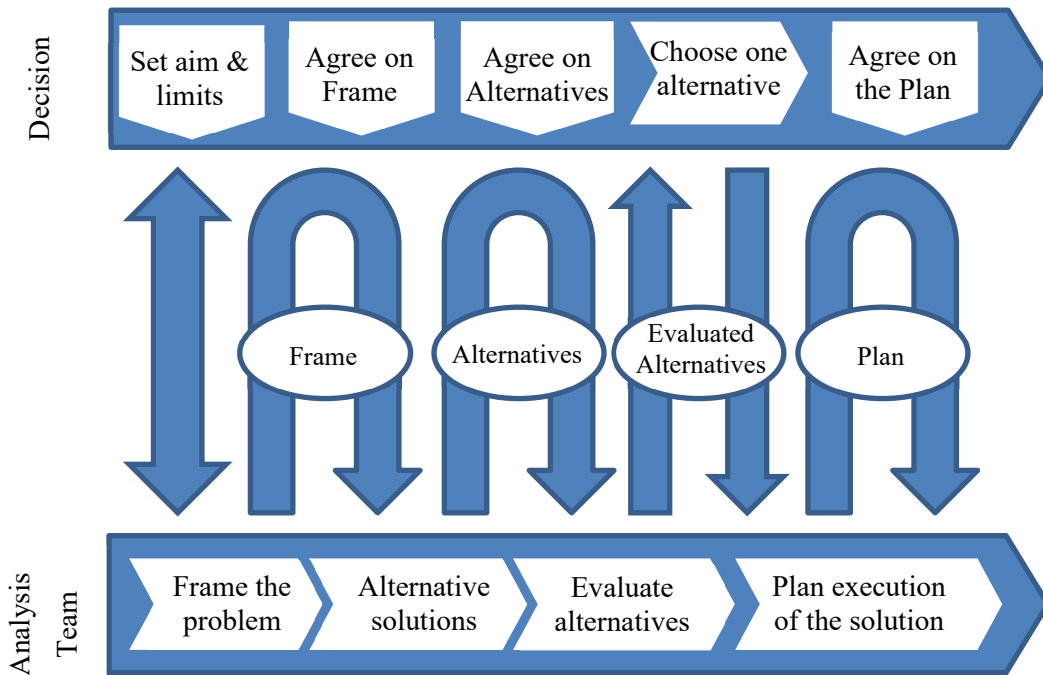 Decision
Set aim &
limits
Agree on
Frame
Agree on
Alternatives
Choose one
alternative
Agree on
the Plan
Frame
Alternatives
Evaluated
Alternatives
Plan
Analysis
Team
Frame the
problem
Alternative
solutions
Evaluate
alternatives
Plan execution
of the solution